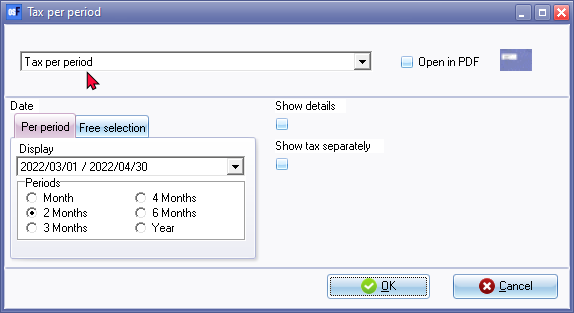 F Tax per period
Tax per period
Open in PDF
Date
Per period Free selection
Display
2022/03/01 / 2022/04/30
Periods
Month 4 Months
2 Months 6 Months
3 Months Year
Show details
Show tax separately
OK Cancel